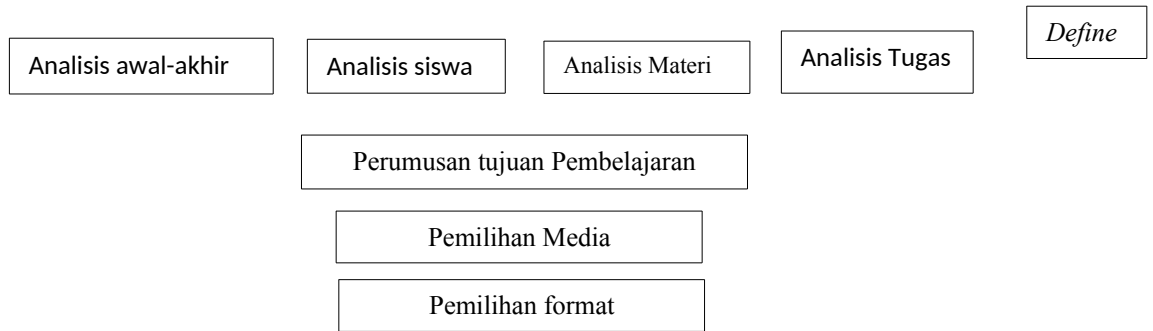 Define
Analisis awal-akhir
Analisis siswa
Analisis Materi
Analisis Tugas
Perumusan tujuan Pembelajaran
Pemilihan Media
Pemilihan format